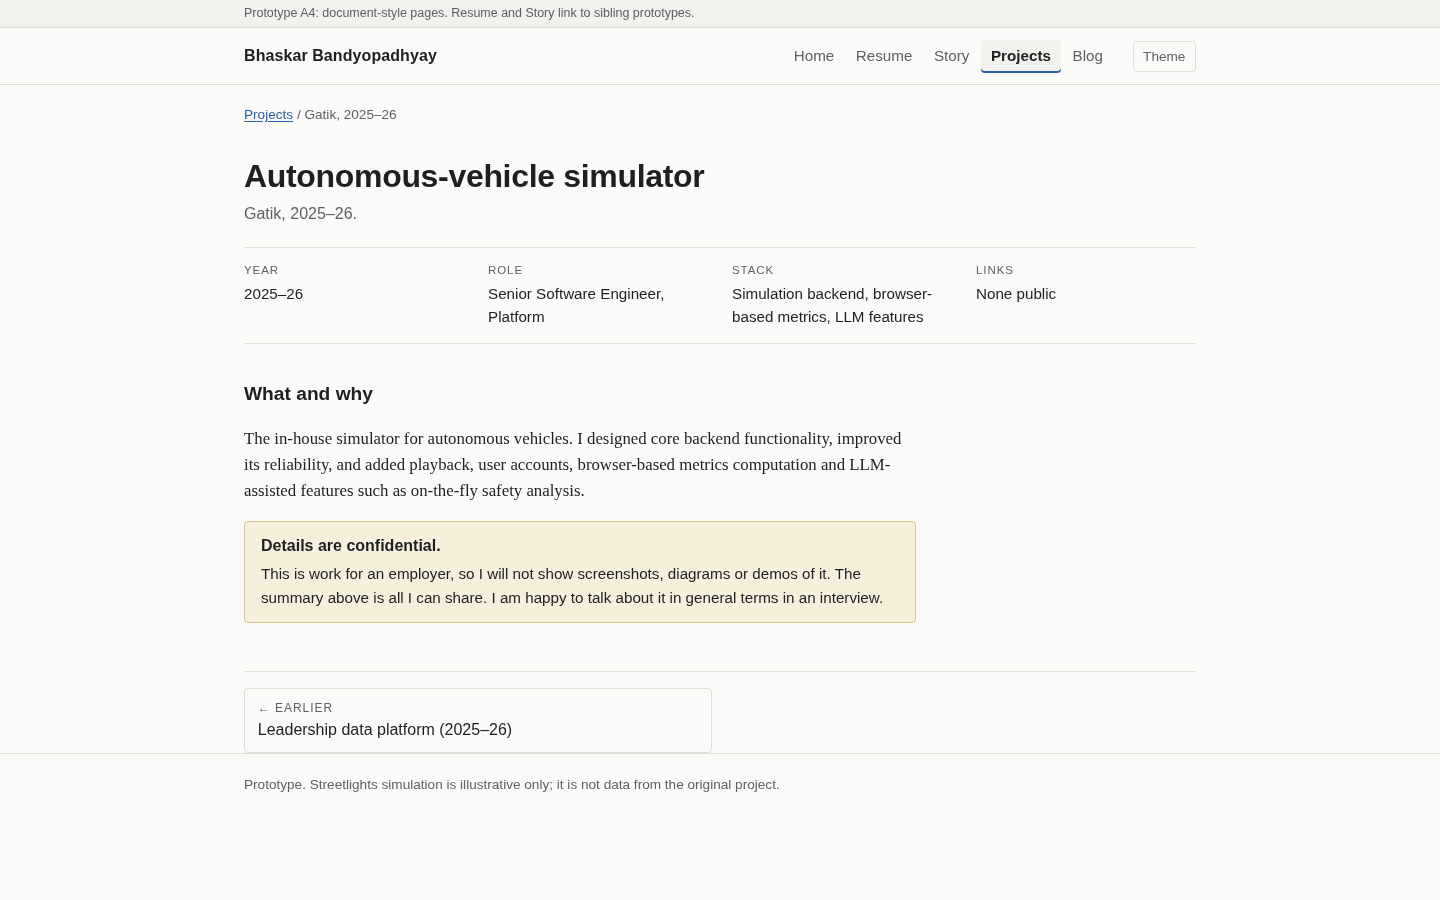 Prototype A4: document-style pages. Resume and Story link to sibling prototypes.
Bhaskar Bandyopadhyay
Home Resume Story Projects Blog Theme
Projects / Gatik, 2025–26
Autonomous-vehicle simulator
Gatik, 2025–26.
YEAR
2025–26
ROLE
Senior Software Engineer,
Platform
STACK
Simulation backend, browser-
based metrics, LLM features
LINKS
None public
What and why
The in-house simulator for autonomous vehicles. I designed core backend functionality, improved
its reliability, and added playback, user accounts, browser-based metrics computation and LLM-
assisted features such as on-the-fly safety analysis.
Details are confidential.
This is work for an employer, so I will not show screenshots, diagrams or demos of it. The
summary above is all I can share. I am happy to talk about it in general terms in an interview.
← EARLIER
Leadership data platform (2025–26)
Prototype. Streetlights simulation is illustrative only; it is not data from the original project.